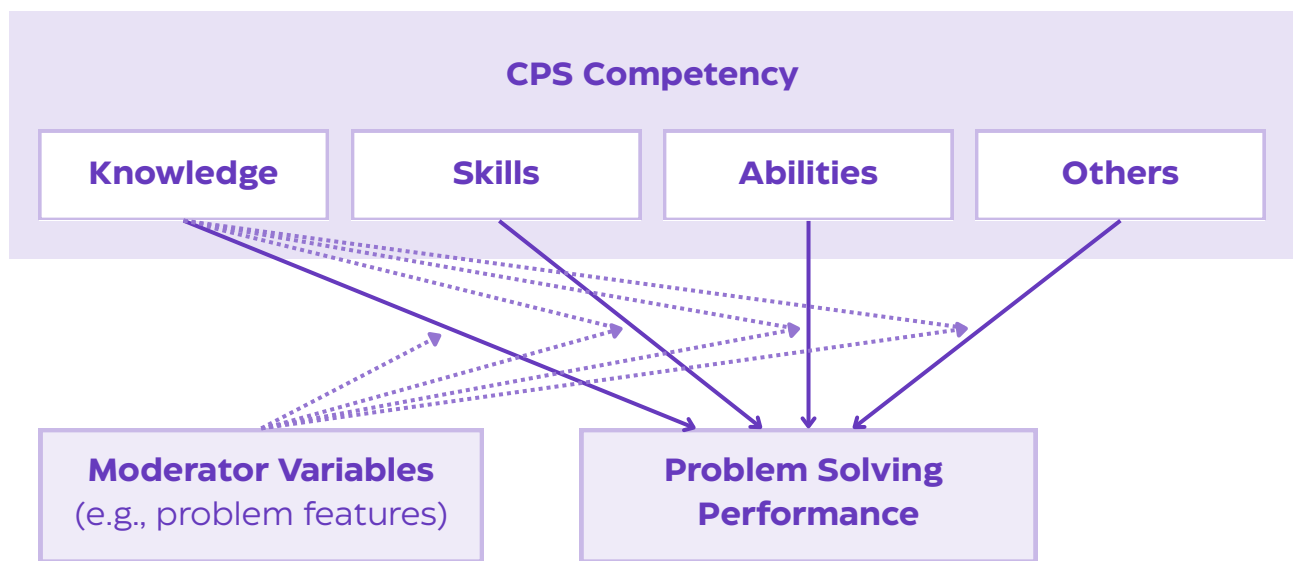 CPS Competency
Knowledge
Skills
Abilities
Others
Moderator Variables
(e.g., problem features)
Problem Solving
Performance